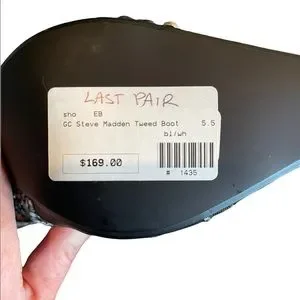 LAST PAIR
sho EB
GC Steve Madden Tweed Boot 5.5
bl/wh
$169.00
# 1435